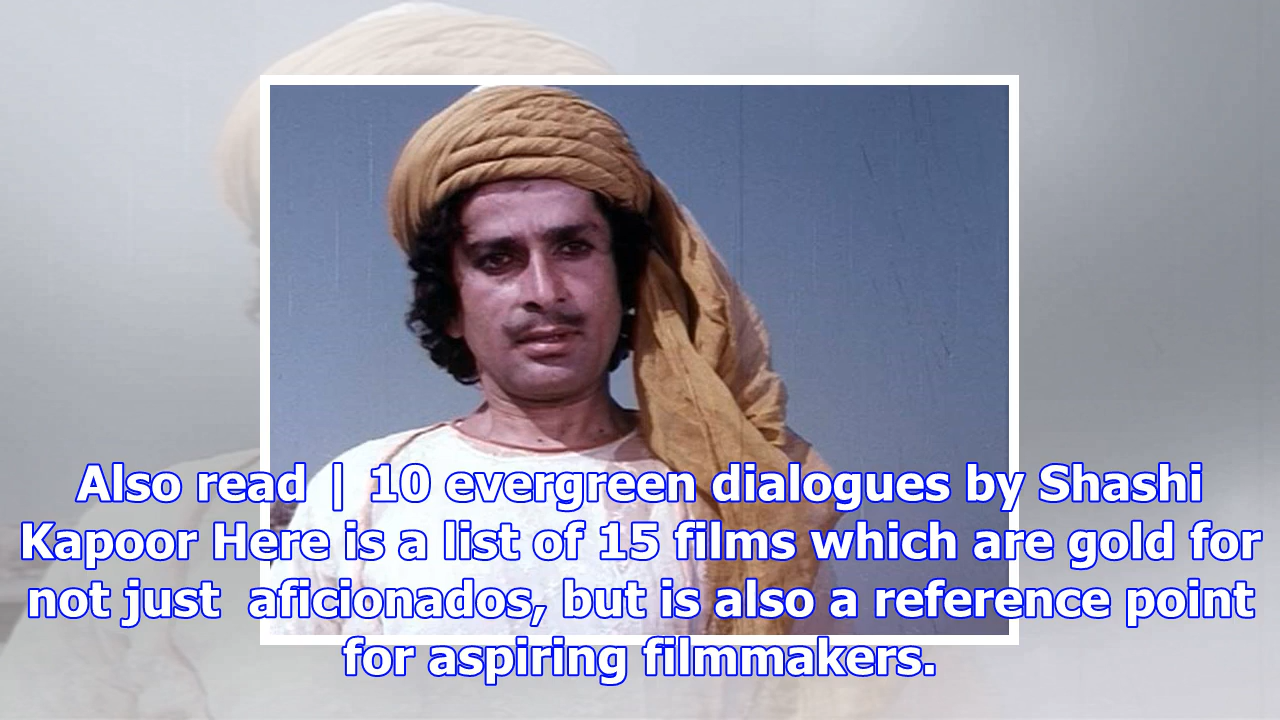 Also read | 10 evergreen dialogues by Shashi
Kapoor Here is a list of 15 films which are gold for
not just  aficionados, but is also a reference point
for aspiring filmmakers.